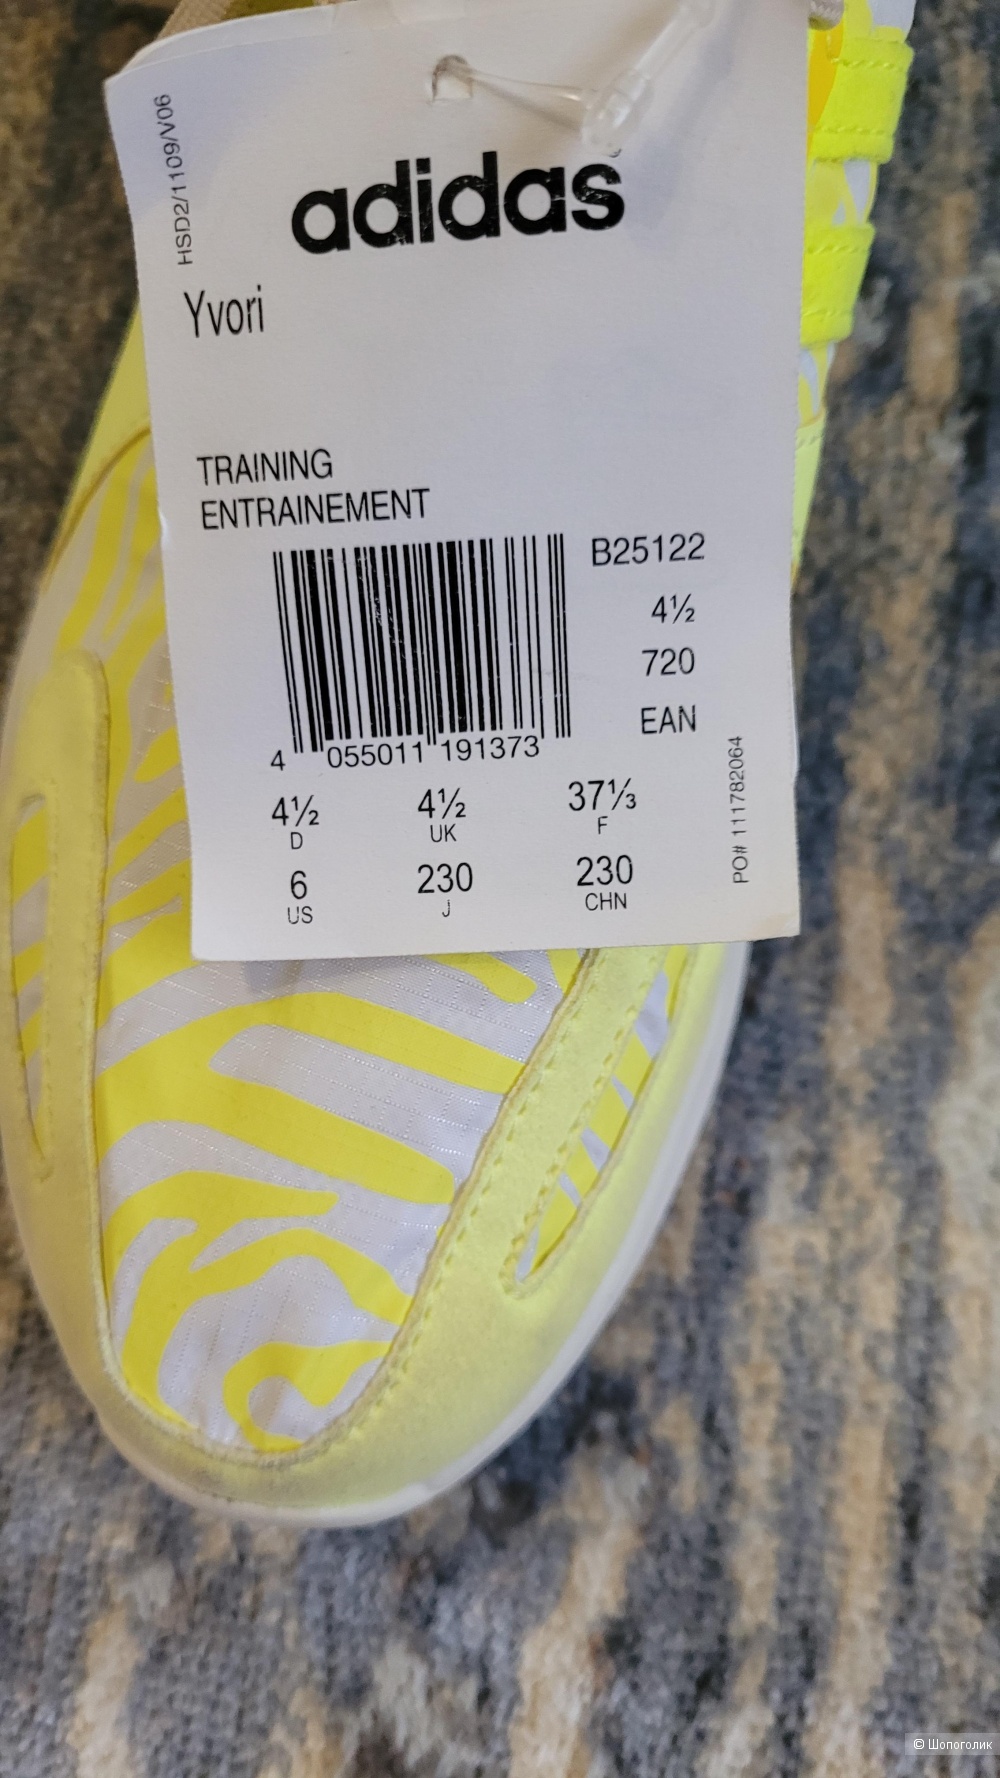 HSD2/1109/V06
adidas
Yvori
TRAINING
ENTRAINEMENT
B25122
4½
720
EAN
4 055011 191373
4½ 4½ 37⅓
D UK F
6 230 230
US J CHN
PO# 111782064
© Шопоголик